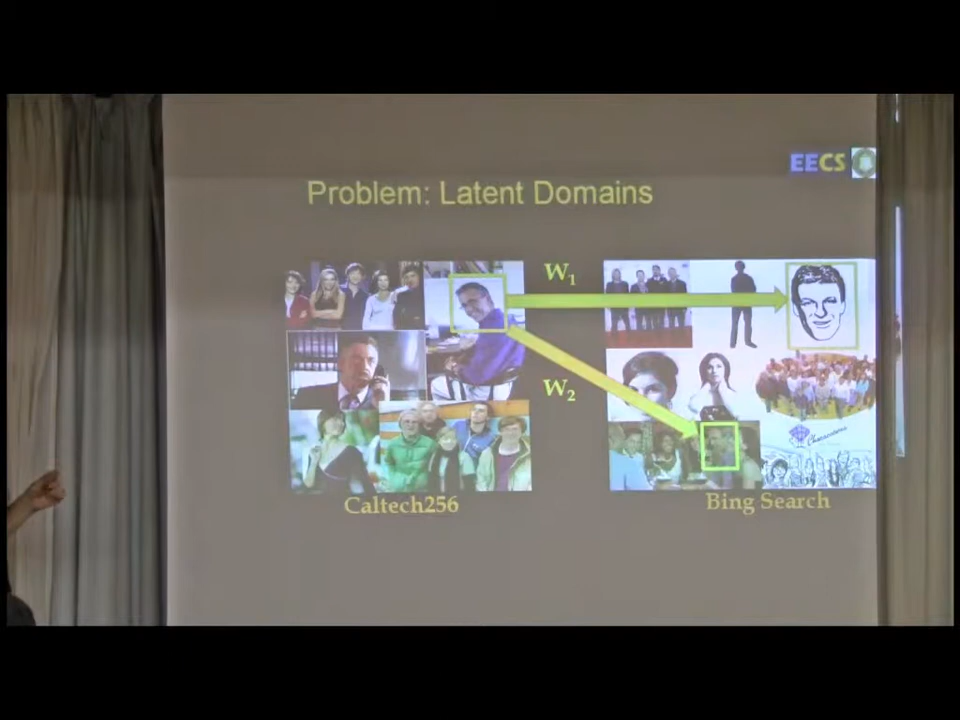 EECS
Problem: Latent Domains
W1
W2
Caltech256
Bing Search